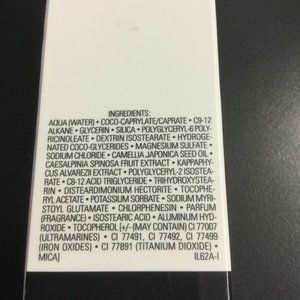 INGREDIENTS:
AQUA (WATER) • COCO-CAPRYLATE/CAPRATE • C9-12
ALKANE • GLYCERIN • SILICA • POLYGLYCERYL-6 POLY-
RICINOLEATE • DEXTRIN ISOSTEARATE • HYDROGE-
NATED COCO-GLYCERIDES • MAGNESIUM SULFATE •
SODIUM CHLORIDE • CAMELLIA JAPONICA SEED OIL •
CAESALPINIA SPINOSA FRUIT EXTRACT • KAPPAPHY-
CUS ALVAREZII EXTRACT • POLYGLYCERYL-2 ISOSTEA-
RATE • C8-12 ACID TRIGLYCERIDE • TRIHYDROXYSTEA-
RIN • DISTEARDIMONIUM HECTORITE • TOCOPHE-
RYL ACETATE • POTASSIUM SORBATE • SODIUM MYRI-
STOYL GLUTAMATE • CHLORPHENESIN • PARFUM
(FRAGRANCE) • ISOSTEARIC ACID • ALUMINUM HYD-
ROXIDE • TOCOPHEROL [+/- (MAY CONTAIN) CI 77007
(ULTRAMARINES) • CI 77491, CI 77492, CI 77499
(IRON OXIDES) • CI 77891 (TITANIUM DIOXIDE) •
MICA] IL62A-I